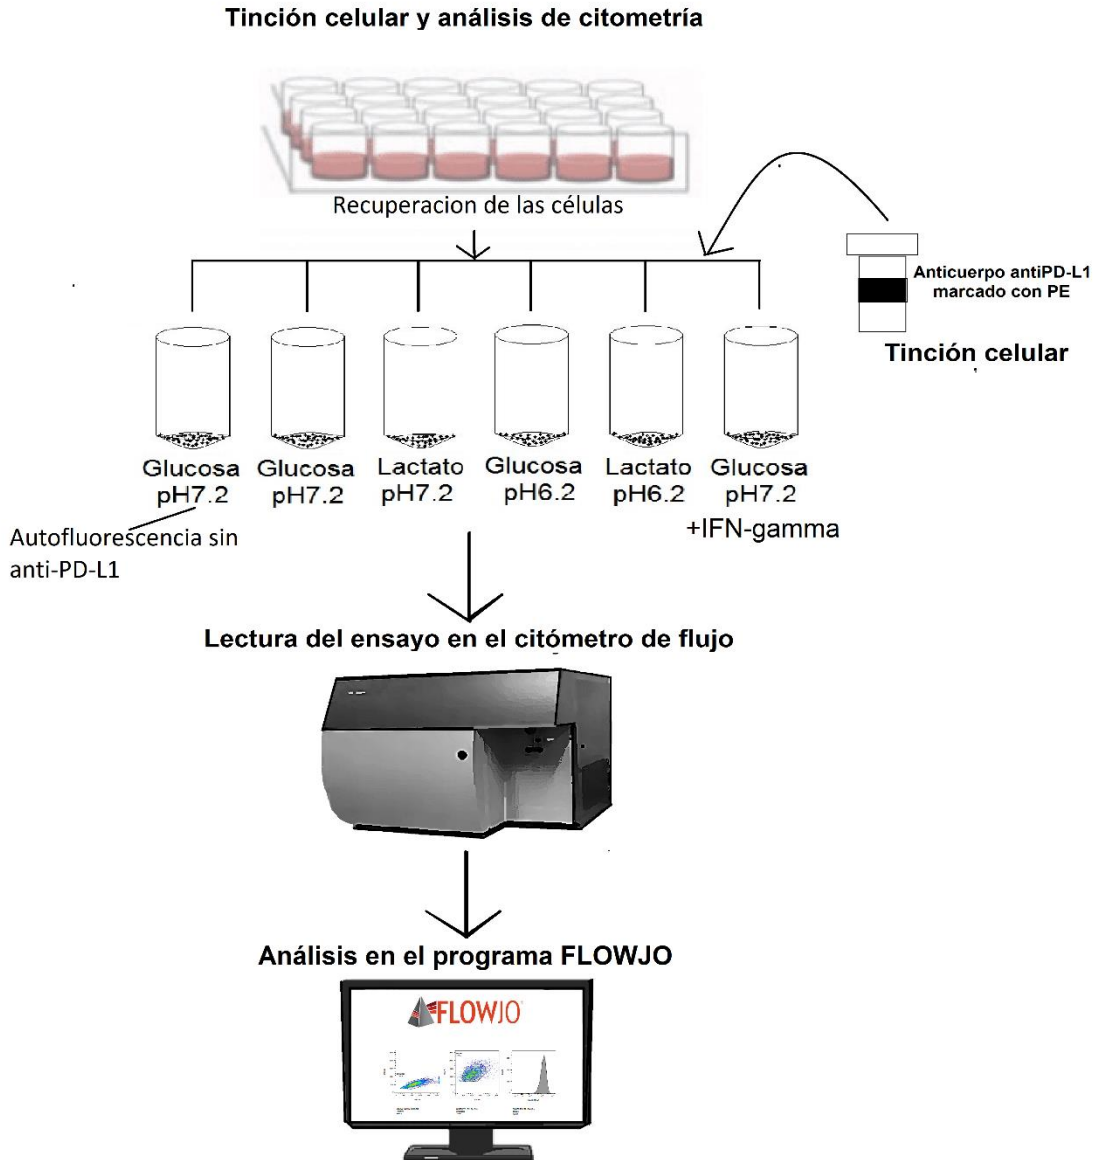 Tinción celular y análisis de citometría
Recuperacion de las células
Anticuerpo antiPD-L1
marcado con PE
Tinción celular
Glucosa
pH7.2
Glucosa
pH7.2
Lactato
pH7.2
Glucosa
pH6.2
Lactato
pH6.2
Glucosa
pH7.2
+IFN-gamma
Autofluorescencia sin
anti-PD-L1
Lectura del ensayo en el citómetro de flujo
Análisis en el programa FLOWJO
FLOWJO